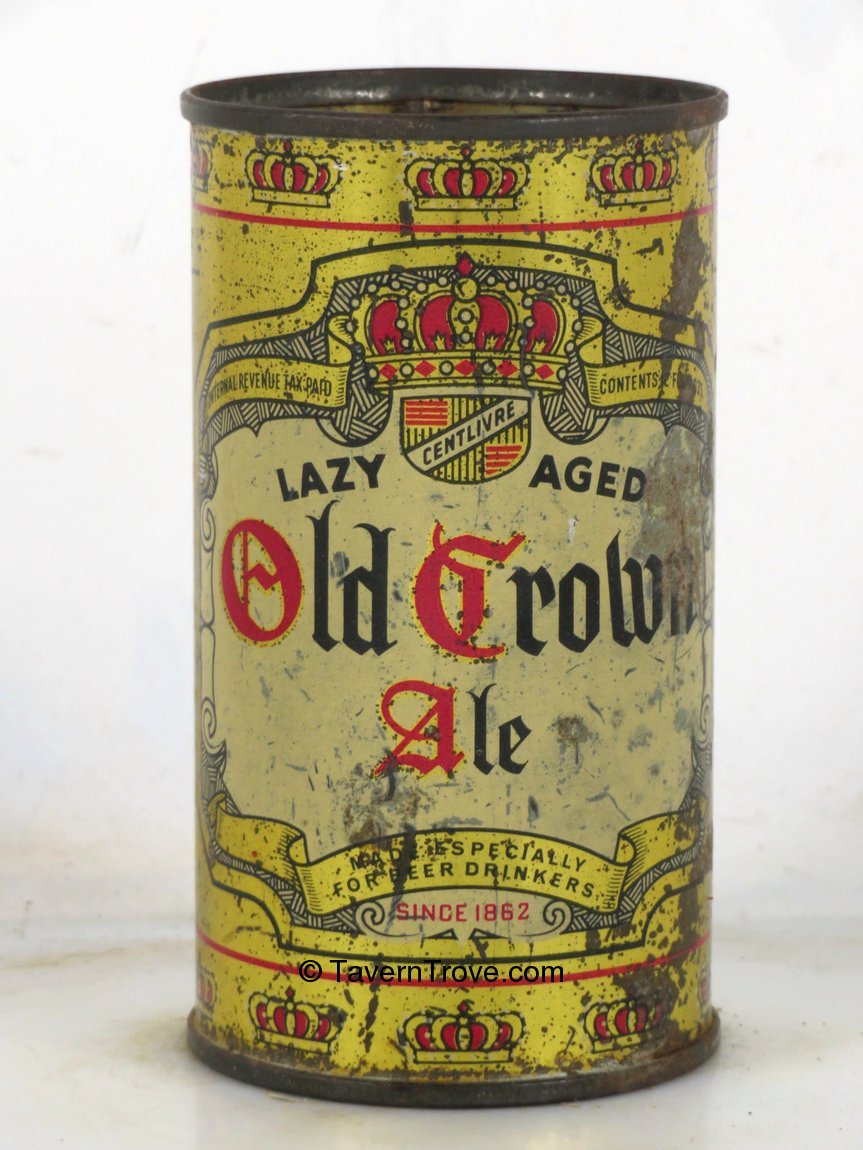 INTERNAL REVENUE TAX-PAID
CONTENTS
CENTLIVRE
LAZY AGED
Old Crown
Ale
MADE ESPECIALLY
FOR BEER DRINKERS
SINCE 1862
© TavernTrove.com